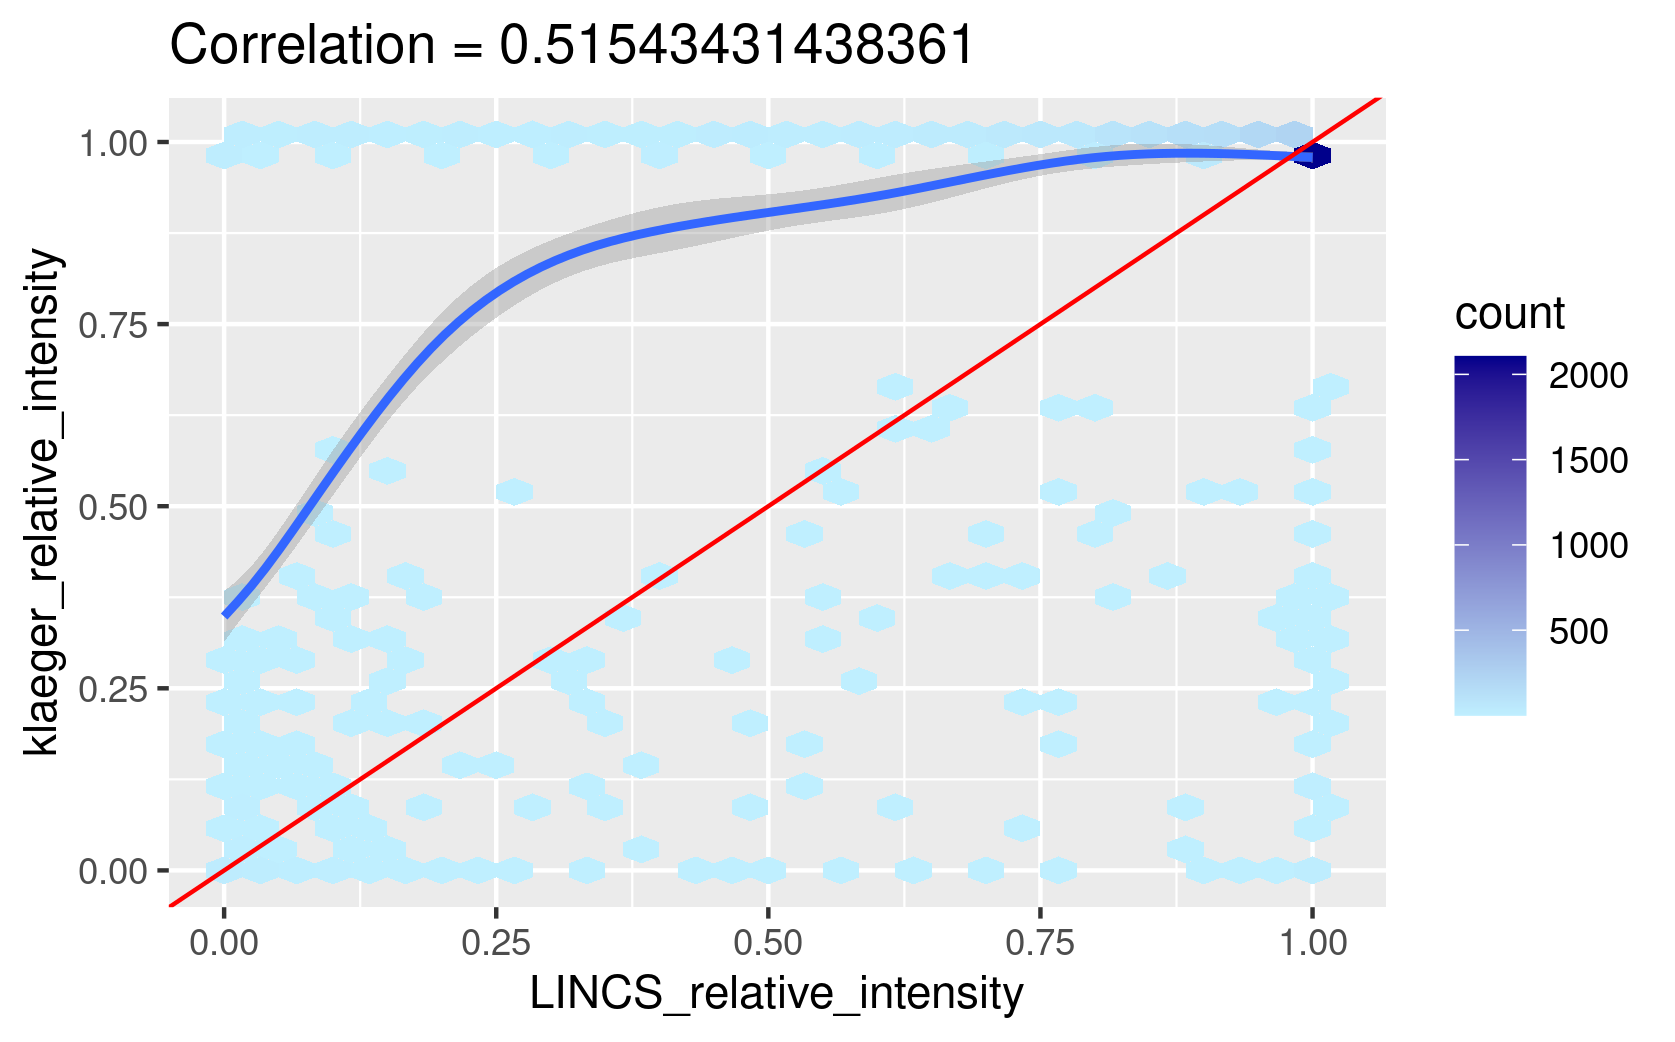 Correlation = 0.51543431438361
klaeger_relative_intensity
1.00
0.75
0.50
0.25
0.00
0.00 0.25 0.50 0.75 1.00
LINCS_relative_intensity
count
2000
1500
1000
500